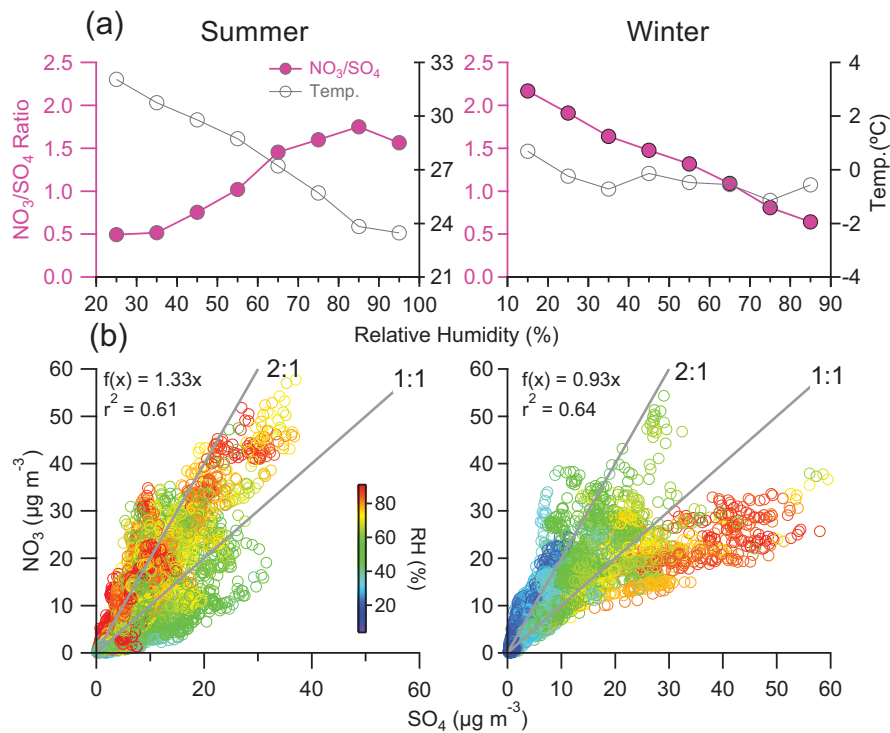 (a)
Summer
Winter
2.5
2.0
1.5
1.0
0.5
0.0
NO3/SO4 Ratio
NO3/SO4
Temp.
33
30
27
24
21
20 30 40 50 60 70 80 90 100
2.5
2.0
1.5
1.0
0.5
0.0
4
2
0
-2
-4
Temp.(ºC)
10 20 30 40 50 60 70 80 90
Relative Humidity (%)
(b)
60
50
40
30
20
10
0
NO3 (µg m-3)
f(x) = 1.33x
r2 = 0.61
2:1
1:1
80
60
40
20
RH (%)
0 20 40 60
60
50
40
30
20
10
0
f(x) = 0.93x
r2 = 0.64
2:1
1:1
0 10 20 30 40 50 60
SO4 (µg m-3)